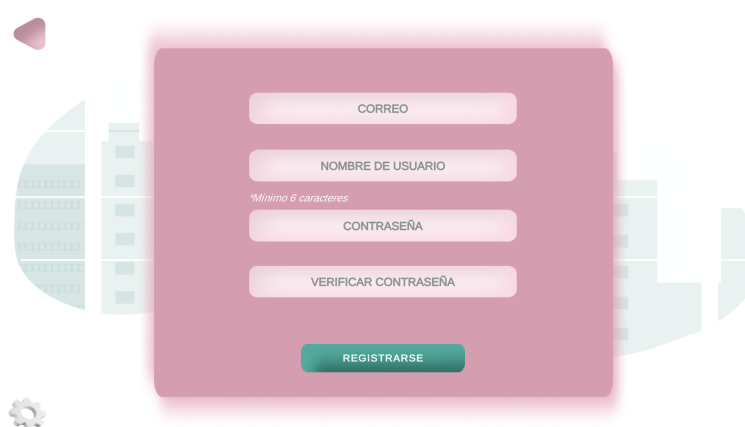 CORREO
NOMBRE DE USUARIO
*Mínimo 6 caracteres
CONTRASEÑA
VERIFICAR CONTRASEÑA
REGISTRARSE